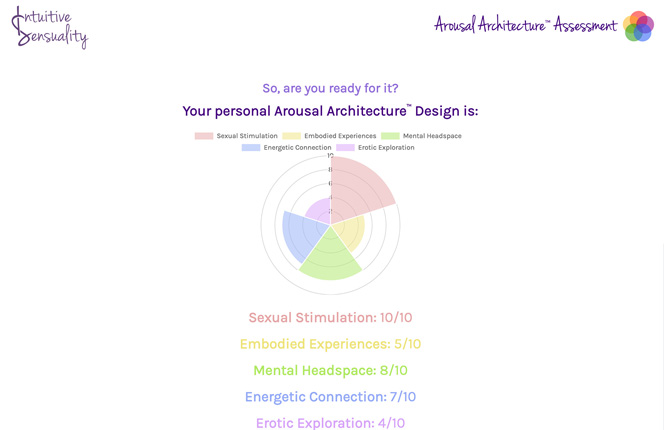 Intuitive
Sensuality
Arousal Architecture™ Assessment
So, are you ready for it?
Your personal Arousal Architecture™ Design is:
Sexual Stimulation Embodied Experiences Mental Headspace
Energetic Connection Erotic Exploration
10
8
6
4
2
Sexual Stimulation: 10/10
Embodied Experiences: 5/10
Mental Headspace: 8/10
Energetic Connection: 7/10
Erotic Exploration: 4/10